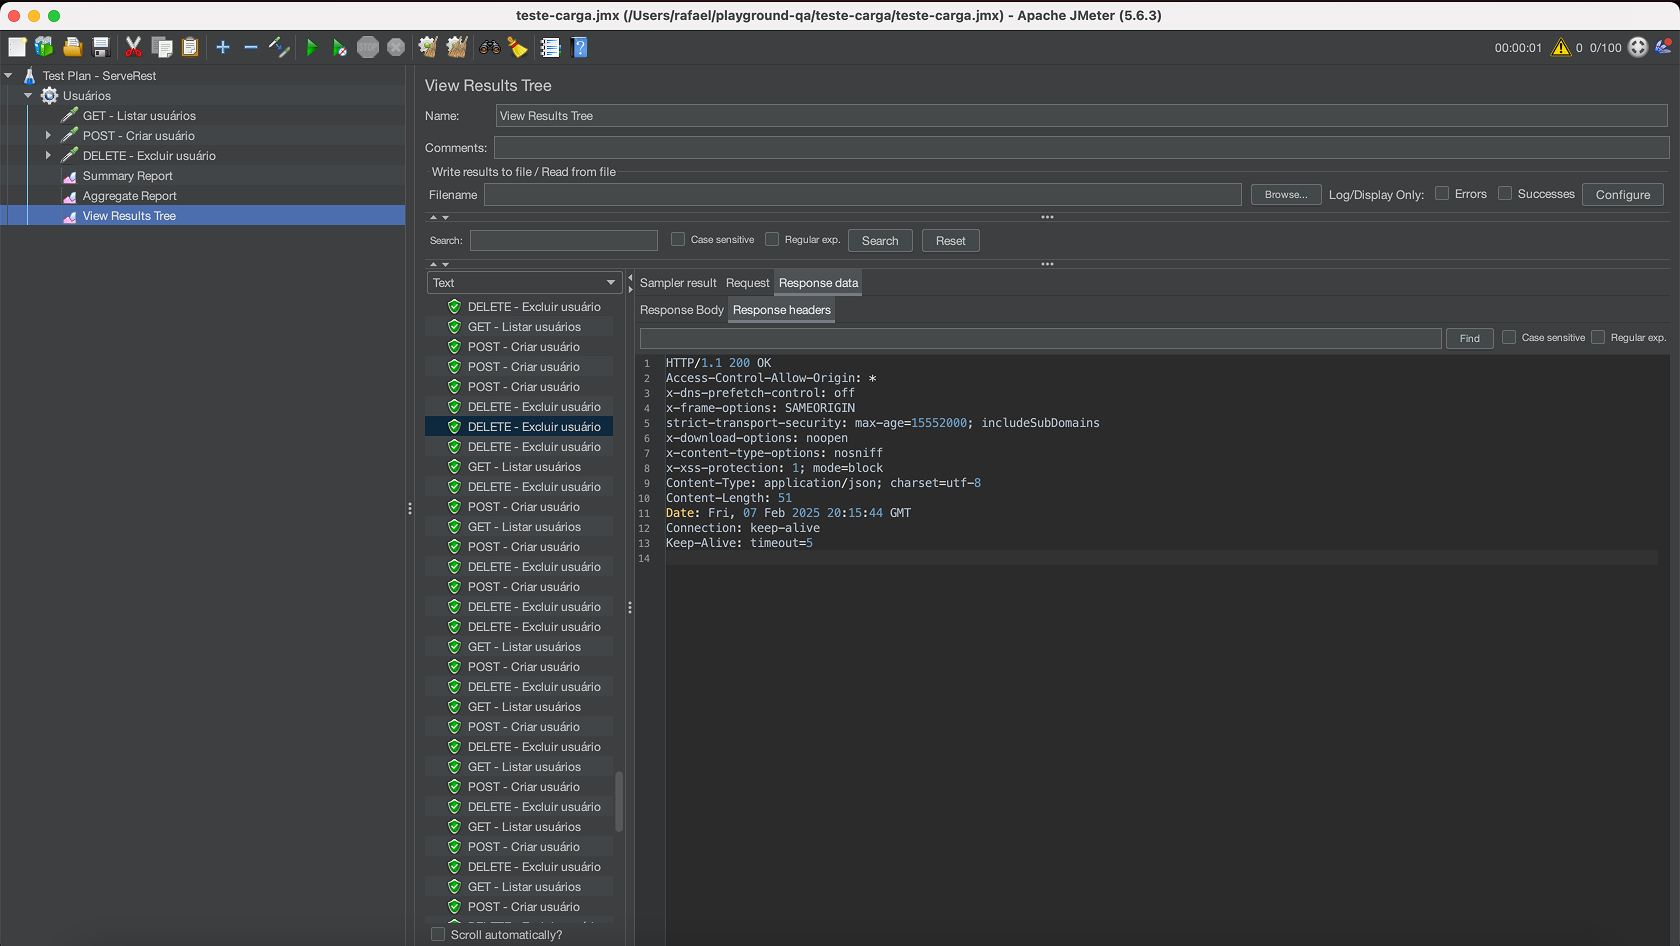 teste-carga.jmx (/Users/rafael/playground-qa/teste-carga/teste-carga.jmx) - Apache JMeter (5.6.3)
STOP
00:00:01 0 0/100
Test Plan - ServeRest
Usuários
GET - Listar usuários
POST - Criar usuário
DELETE - Excluir usuário
Summary Report
Aggregate Report
View Results Tree
View Results Tree
Name: View Results Tree
Comments:
Write results to file / Read from file
Filename Browse... Log/Display Only: Errors Successes Configure
Search: Case sensitive Regular exp. Search Reset
Text
DELETE - Excluir usuário
GET - Listar usuários
POST - Criar usuário
POST - Criar usuário
POST - Criar usuário
DELETE - Excluir usuário
DELETE - Excluir usuário
DELETE - Excluir usuário
GET - Listar usuários
DELETE - Excluir usuário
POST - Criar usuário
GET - Listar usuários
POST - Criar usuário
DELETE - Excluir usuário
POST - Criar usuário
DELETE - Excluir usuário
DELETE - Excluir usuário
GET - Listar usuários
POST - Criar usuário
DELETE - Excluir usuário
GET - Listar usuários
POST - Criar usuário
DELETE - Excluir usuário
GET - Listar usuários
POST - Criar usuário
DELETE - Excluir usuário
GET - Listar usuários
POST - Criar usuário
DELETE - Excluir usuário
GET - Listar usuários
POST - Criar usuário
Scroll automatically?
Sampler result Request Response data
Response Body Response headers
Find Case sensitive Regular exp.
1 HTTP/1.1 200 OK
2 Access-Control-Allow-Origin: *
3 x-dns-prefetch-control: off
4 x-frame-options: SAMEORIGIN
5 strict-transport-security: max-age=15552000; includeSubDomains
6 x-download-options: noopen
7 x-content-type-options: nosniff
8 x-xss-protection: 1; mode=block
9 Content-Type: application/json; charset=utf-8
10 Content-Length: 51
11 Date: Fri, 07 Feb 2025 20:15:44 GMT
12 Connection: keep-alive
13 Keep-Alive: timeout=5
14